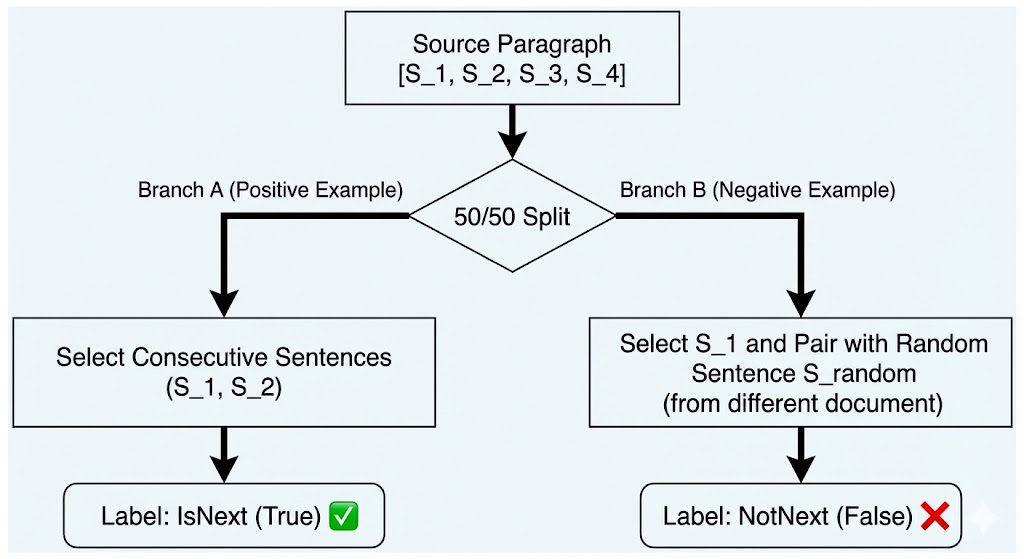 Source Paragraph
[S_1, S_2, S_3, S_4]
Branch A (Positive Example)
Branch B (Negative Example)
50/50 Split
Select Consecutive Sentences
(S_1, S_2)
Select S_1 and Pair with Random
Sentence S_random
(from different document)
Label: IsNext (True) ✅
Label: NotNext (False) ❌